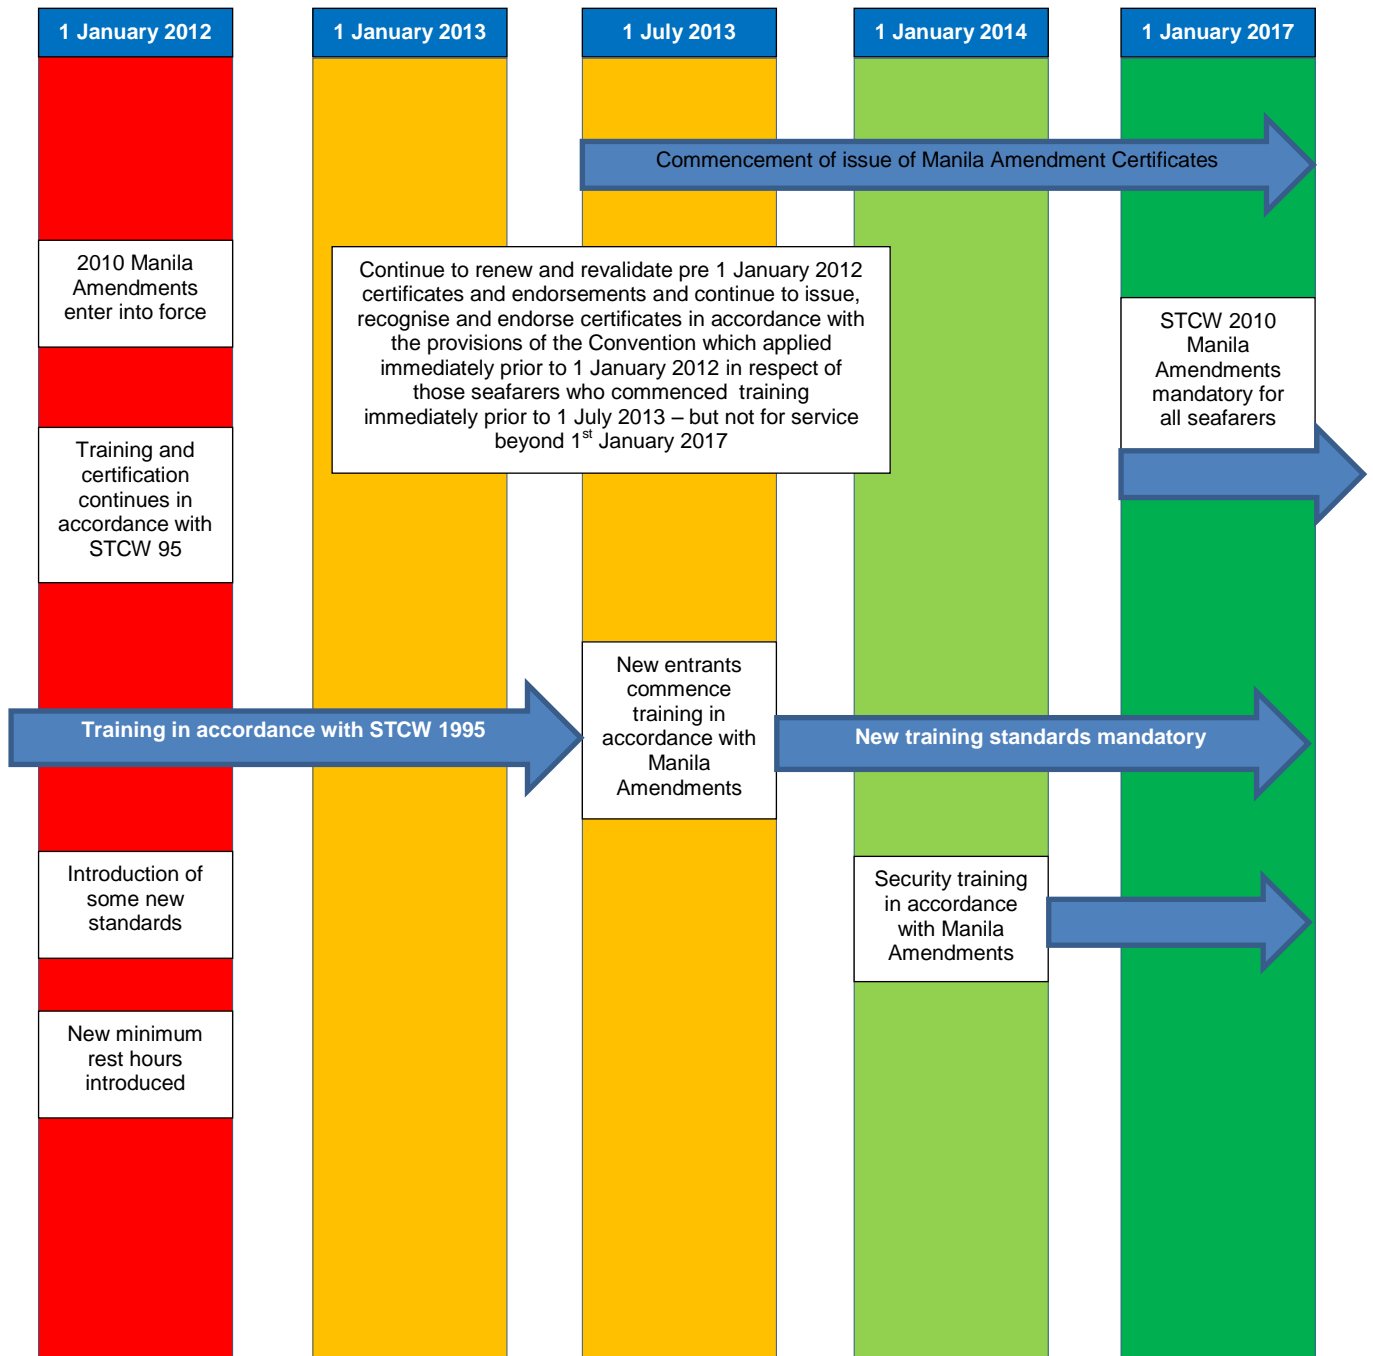 1 January 2012
1 January 2013
1 July 2013
1 January 2014
1 January 2017
Commencement of issue of Manila Amendment Certificates
2010 Manila
Amendments
enter into force
Continue to renew and revalidate pre 1 January 2012
certificates and endorsements and continue to issue,
recognise and endorse certificates in accordance with
the provisions of the Convention which applied
immediately prior to 1 January 2012 in respect of
those seafarers who commenced training
immediately prior to 1 July 2013 – but not for service
beyond 1st January 2017
STCW 2010
Manila
Amendments
mandatory for
all seafarers
Training and
certification
continues in
accordance with
STCW 95
Training in accordance with STCW 1995
New entrants
commence
training in
accordance with
Manila
Amendments
New training standards mandatory
Introduction of
some new
standards
Security training
in accordance
with Manila
Amendments
New minimum
rest hours
introduced